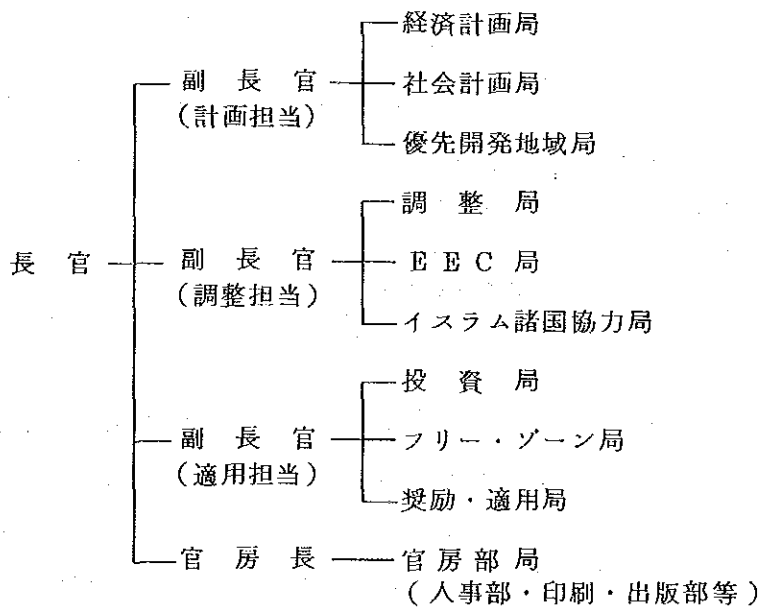 経済計画局
副長官
社会計画局
(計画担当)
優先開発地域局
調整局
長官
副長官
EEC局
(調整担当)
イスラム諸国協力局
投資局
副長官
フリー・ゾーン局
(適用担当)
奨励・適用局
官房長
官房部局
(人事部・印刷・出版部等)